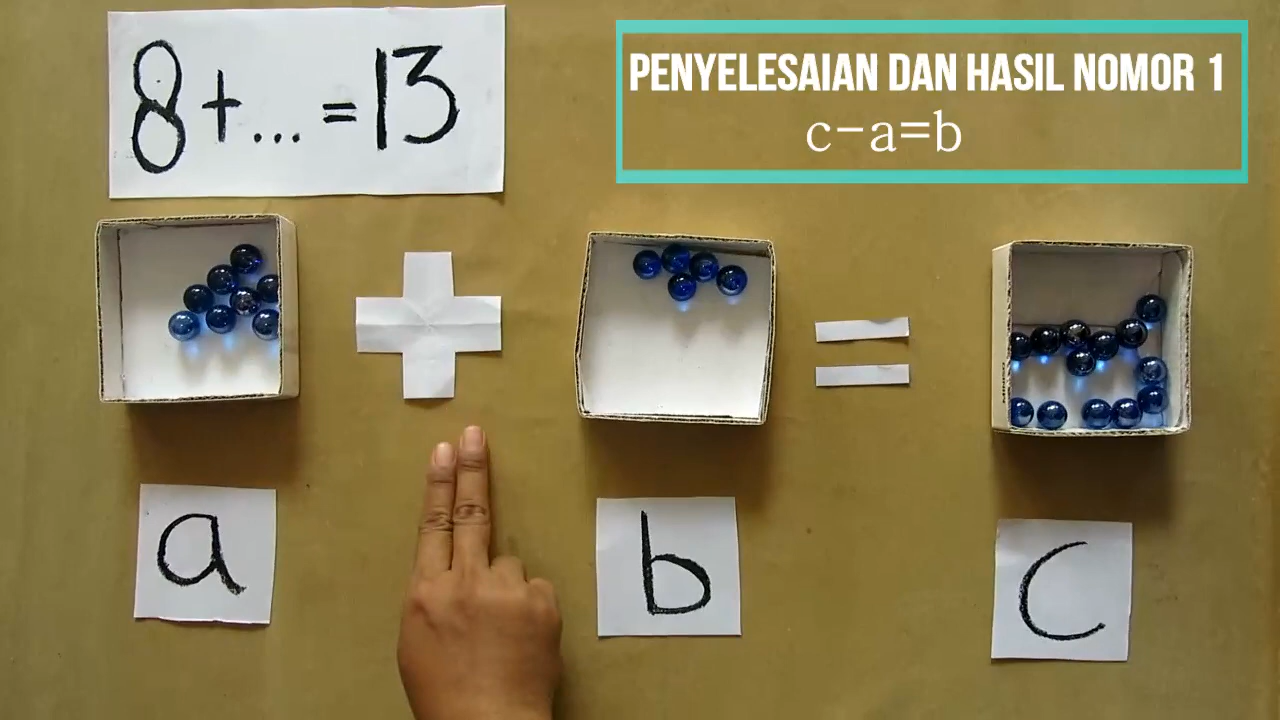 8+... =13
PENYELESAIAN DAN HASIL NOMOR 1
c-a=b
a
b
c